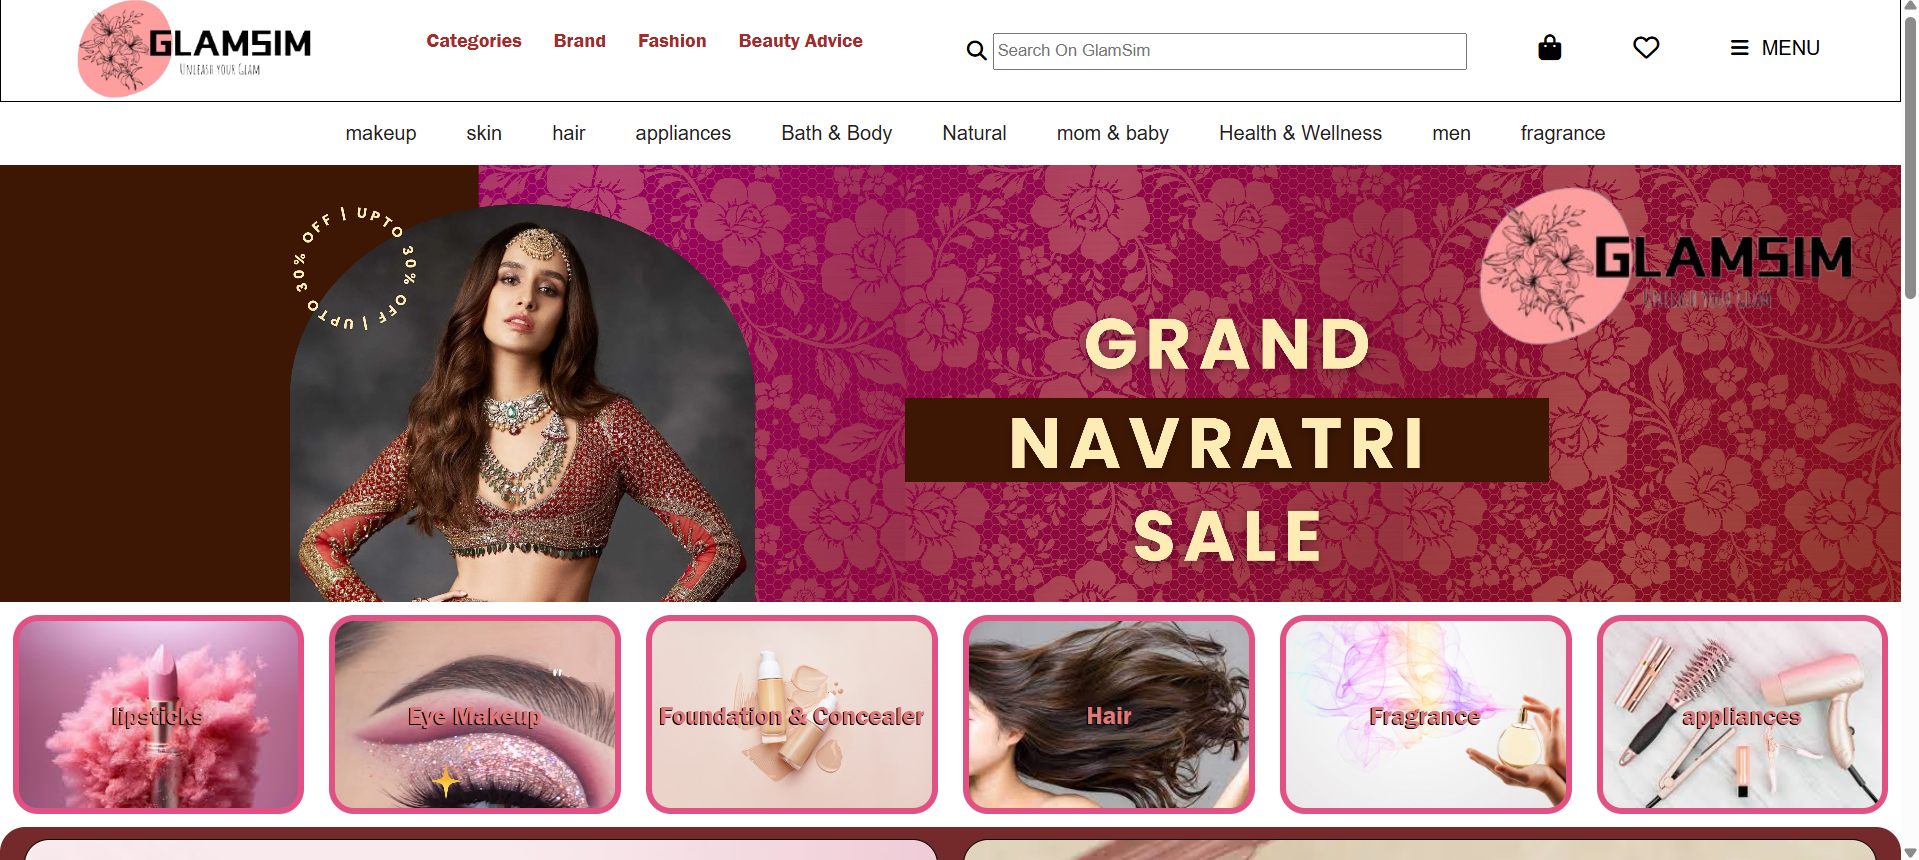 GLAMSIM
UNLEASH YOUR GLAM
Categories Brand Fashion Beauty Advice
Search On GlamSim
MENU
makeup skin hair appliances Bath & Body Natural mom & baby Health & Wellness men fragrance
UPTO 30% OFF | UPTO 30% OFF |
GLAMSIM
UNLEASH YOUR GLAM
GRAND
NAVRATRI
SALE
lipsticks
Eye Makeup
Foundation & Concealer
Hair
Fragrance
appliances